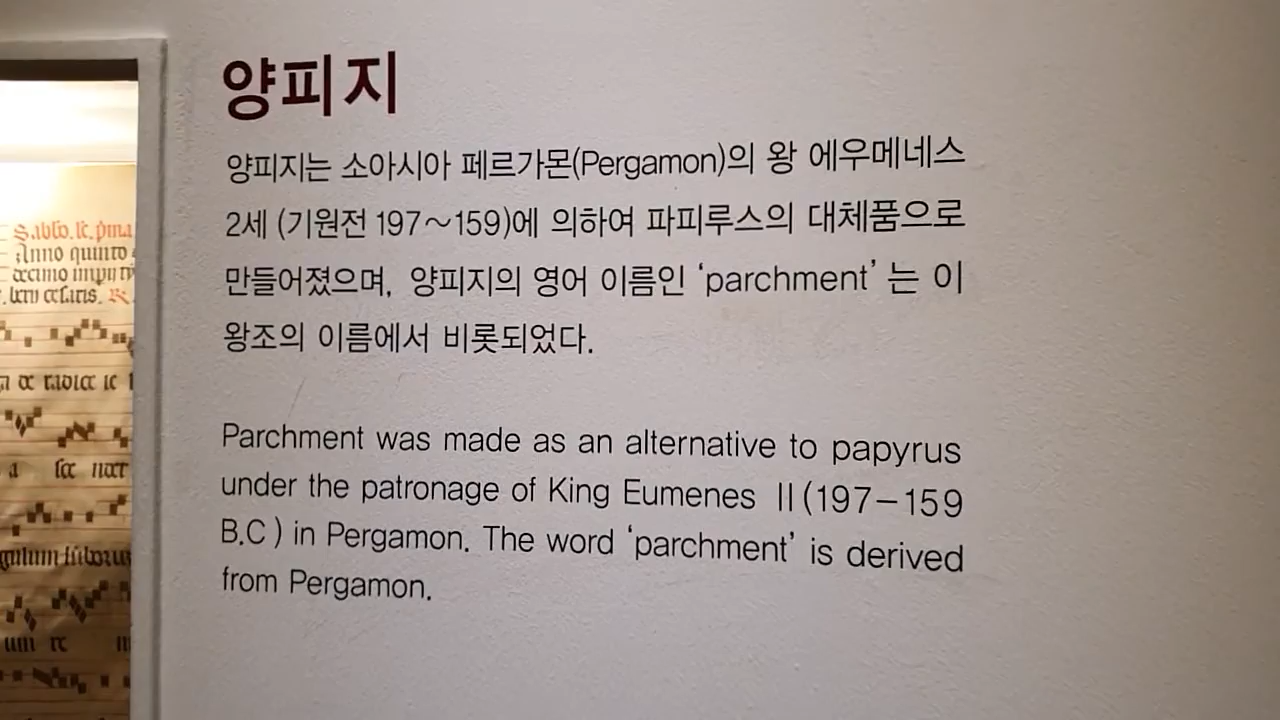 양피지
양피지는 소아시아 페르가몬(Pergamon)의 왕 에우메네스
2세 (기원전 197~159)에 의하여 파피루스의 대체품으로
만들어졌으며, 양피지의 영어 이름인 ‘parchment’ 는 이
왕조의 이름에서 비롯되었다.
Parchment was made as an alternative to papyrus
under the patronage of King Eumenes II (197-159
B.C ) in Pergamon. The word ‘parchment’ is derived
from Pergamon.
Anno quinto